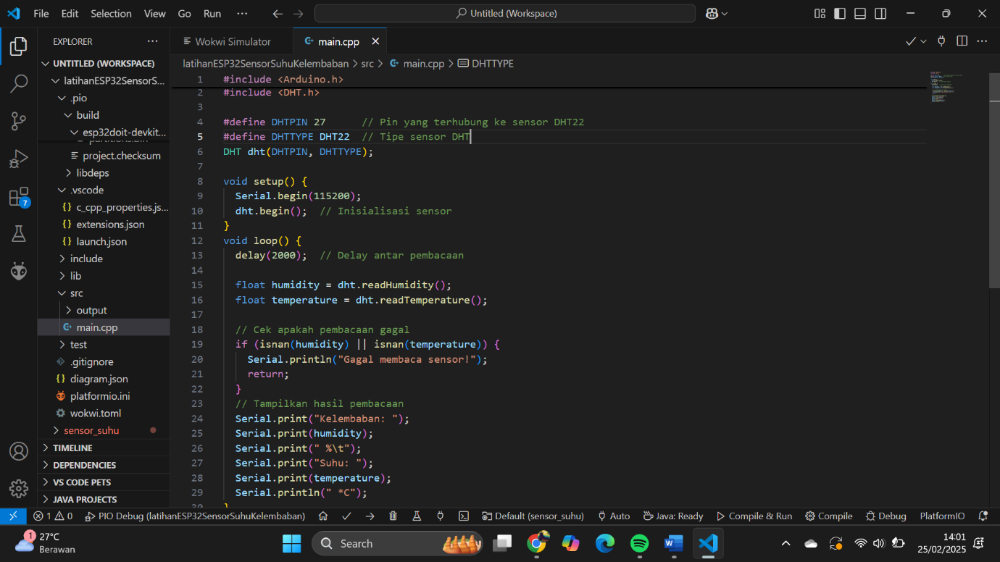 File Edit Selection View Go Run ··· Untitled (Workspace)
EXPLORER ···
Wokwi Simulator
main.cpp
UNTITLED (WORKSPACE)
latihanESP32SensorS...
.pio
build
esp32doit-devkit...
project.checksum
libdeps
.vscode
{} c_cpp_properties.js...
{} extensions.json
{} launch.json
include
lib
src
output
main.cpp
test
.gitignore
{} diagram.json
platformio.ini
wokwi.toml
sensor_suhu
TIMELINE
DEPENDENCIES
VS CODE PETS
JAVA PROJECTS
7
latihanESP32SensorSuhuKelembaban > src > main.cpp > DHTTYPE
1 #include <Arduino.h>
2 #include <DHT.h>
3
4 #define DHTPIN 27      // Pin yang terhubung ke sensor DHT22
5 #define DHTTYPE DHT22  // Tipe sensor DHT
6 DHT dht(DHTPIN, DHTTYPE);
7
8 void setup() {
9   Serial.begin(115200);
10   dht.begin();  // Inisialisasi sensor
11 }
12 void loop() {
13   delay(2000);  // Delay antar pembacaan
14
15   float humidity = dht.readHumidity();
16   float temperature = dht.readTemperature();
17
18   // Cek apakah pembacaan gagal
19   if (isnan(humidity) || isnan(temperature)) {
20     Serial.println("Gagal membaca sensor!");
21     return;
22   }
23   // Tampilkan hasil pembacaan
24   Serial.print("Kelembaban: ");
25   Serial.print(humidity);
26   Serial.print(" %\t");
27   Serial.print("Suhu: ");
28   Serial.print(temperature);
29   Serial.println(" *C");
1 0 PIO Debug (latihanESP32SensorSuhuKelembaban) Default (sensor_suhu) Auto Java: Ready Compile & Run Compile Debug PlatformIO
1
27°C
Berawan
Search
14:01
25/02/2025